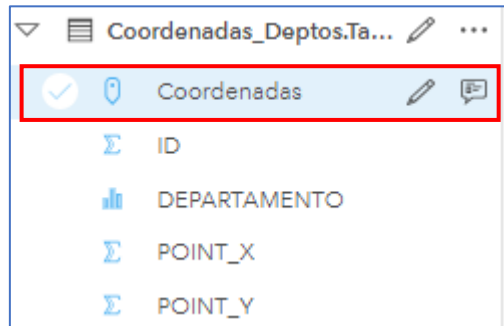 Coordenadas_Deptos.Ta...
Coordenadas
ID
DEPARTAMENTO
POINT_X
POINT_Y